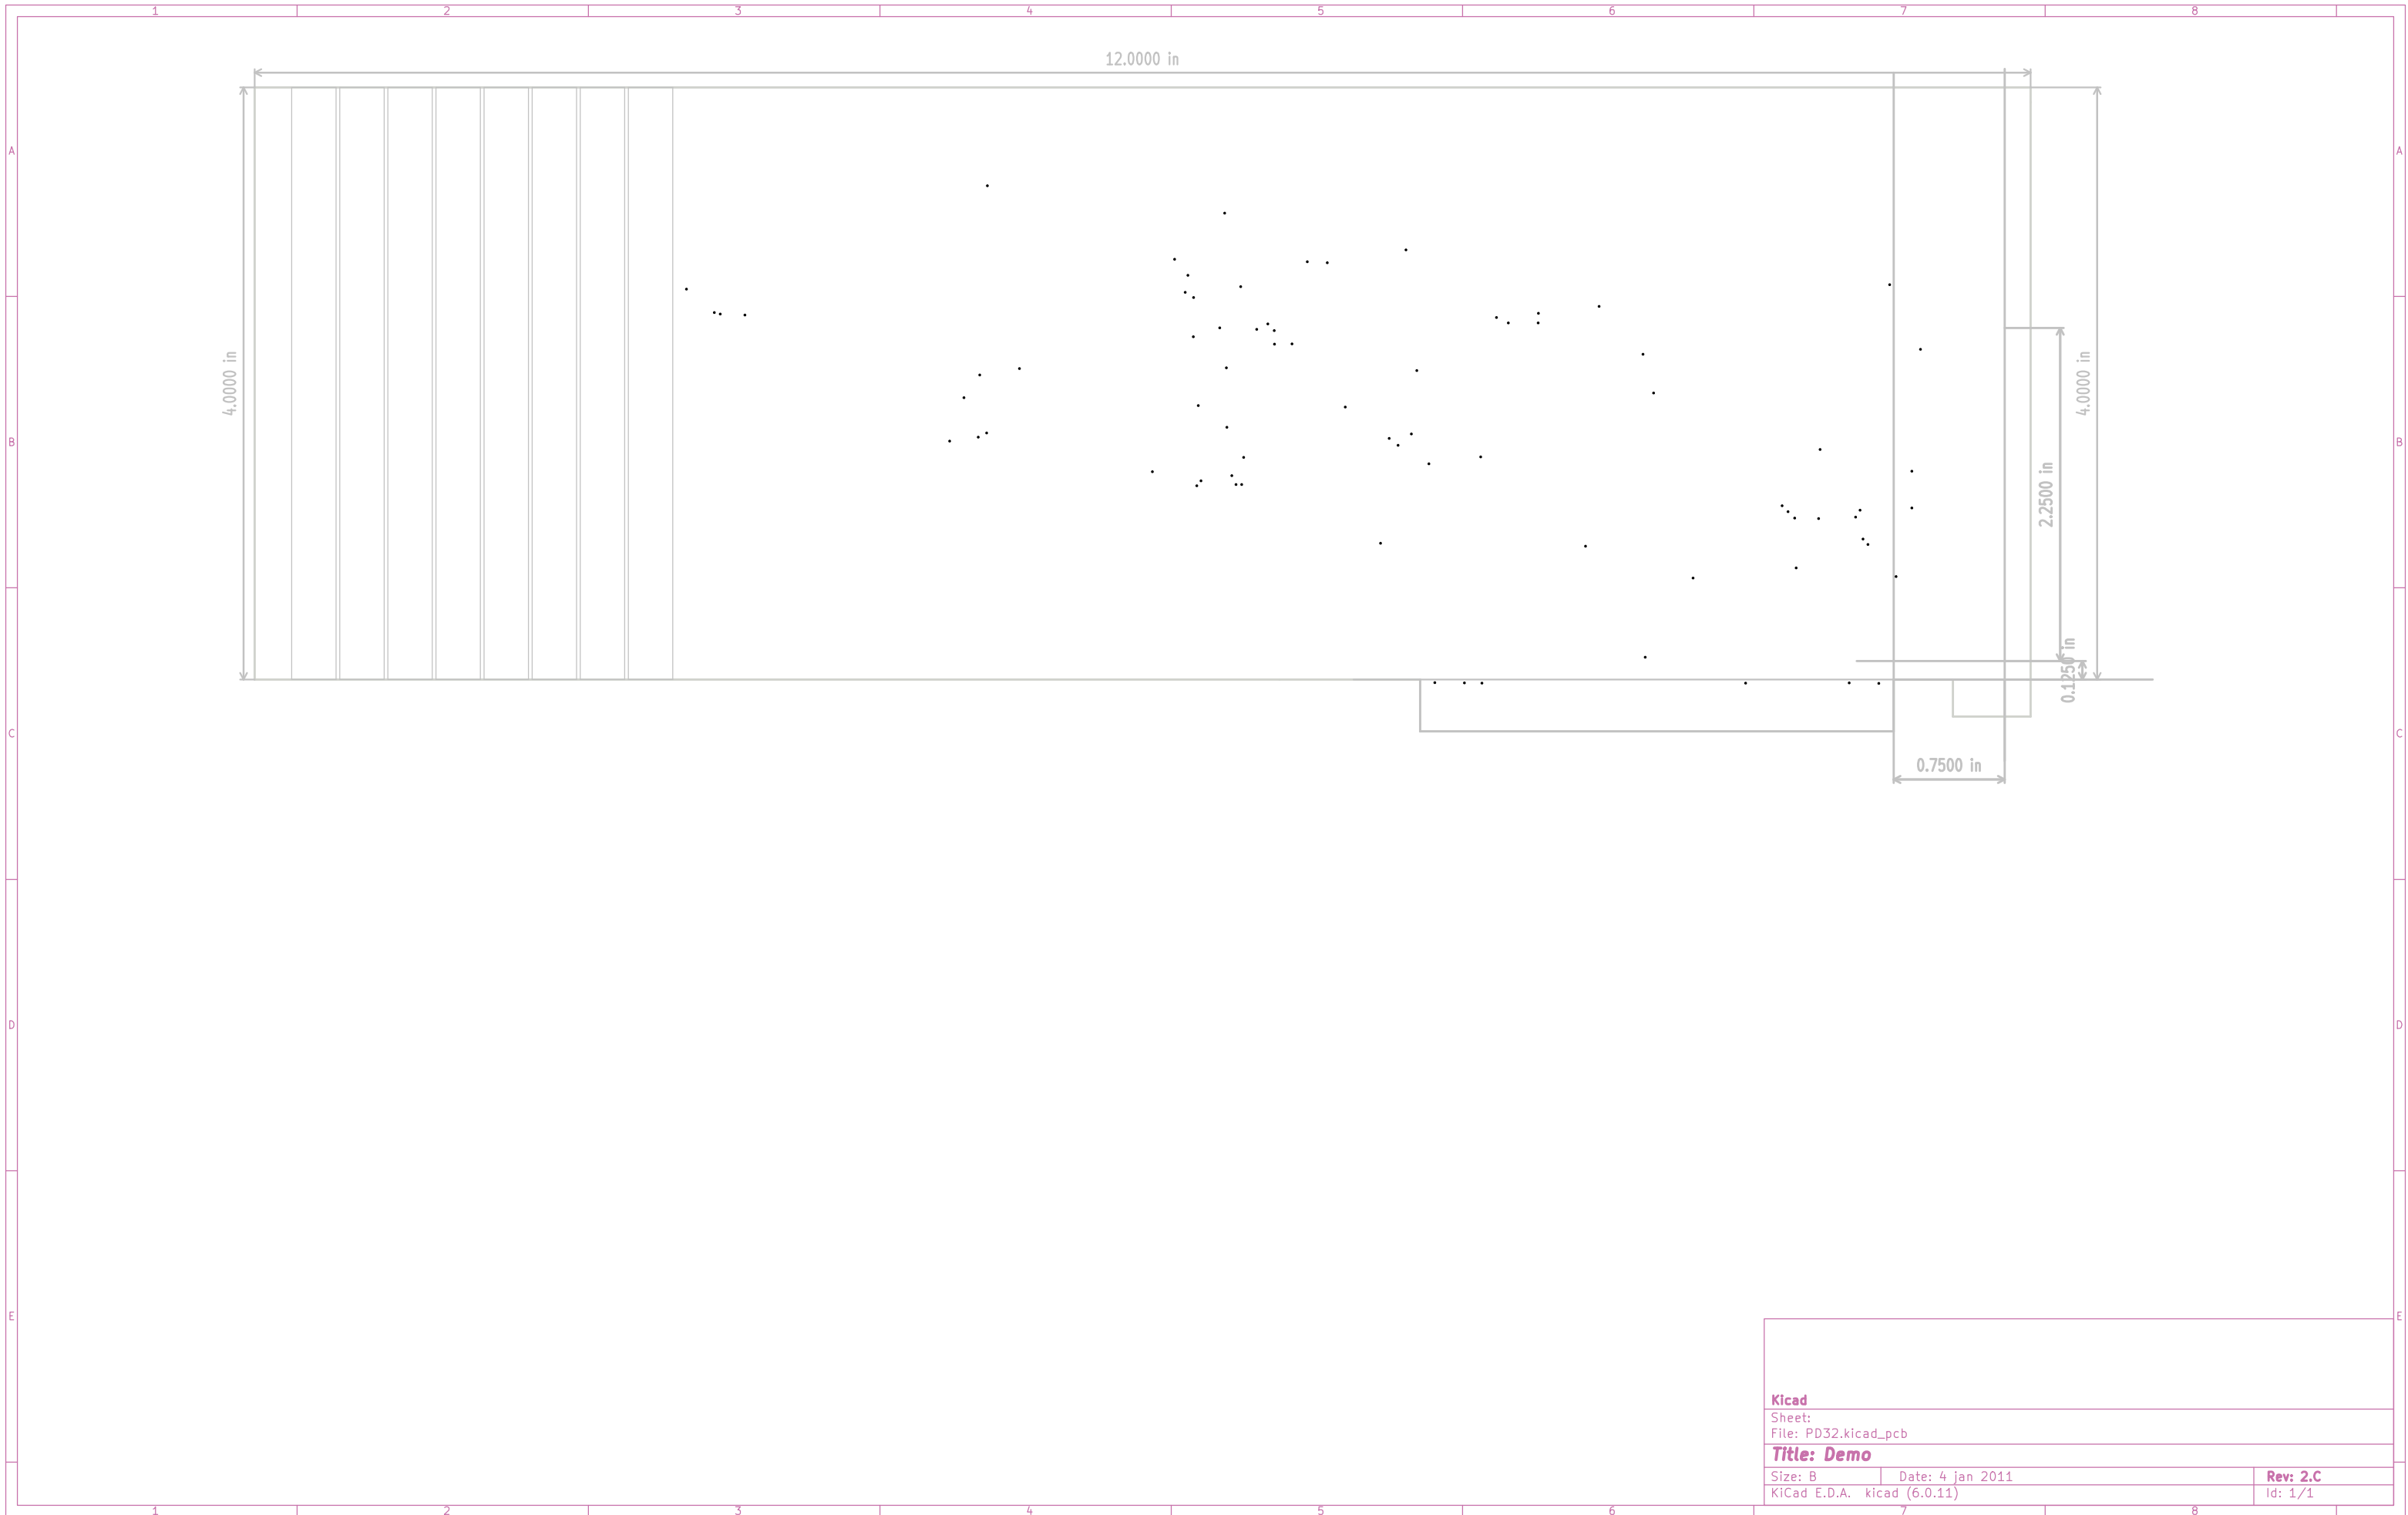 1 2 3 4 5 6 7 8
12.0000 in
A A
4.0000 in
4.0000 in
B B
2.2500 in
0.1250 in
C C
0.7500 in
D D
E E
Kicad
Sheet:
File: PD32.kicad_pcb
Title: Demo
Size: B Date: 4 jan 2011 Rev: 2.C
KiCad E.D.A. kicad (6.0.11) Id: 1/1
1 2 3 4 5 6 7 8